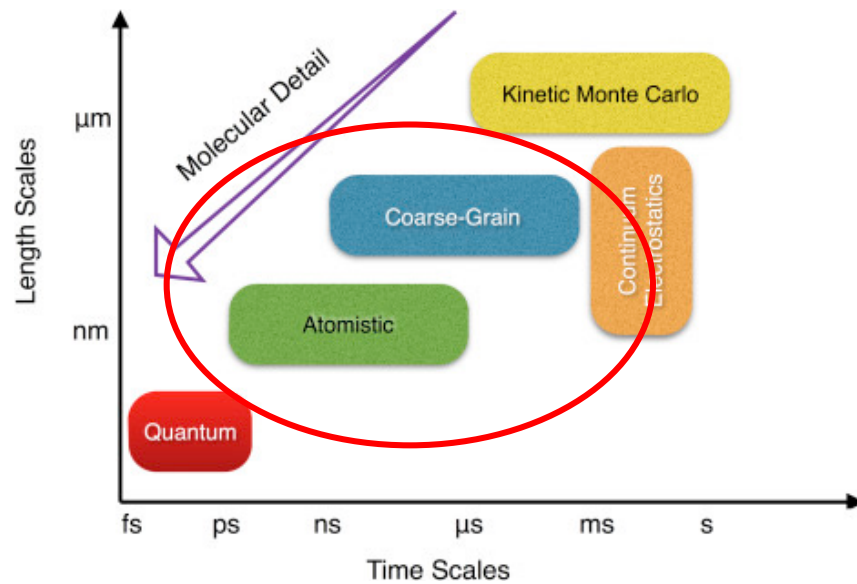 Molecular Detail
Kinetic Monte Carlo
μm
Length Scales
Coarse-Grain
Continuum
Electrostatics
nm
Atomistic
Quantum
fs
ps
ns
μs
ms
s
Time Scales